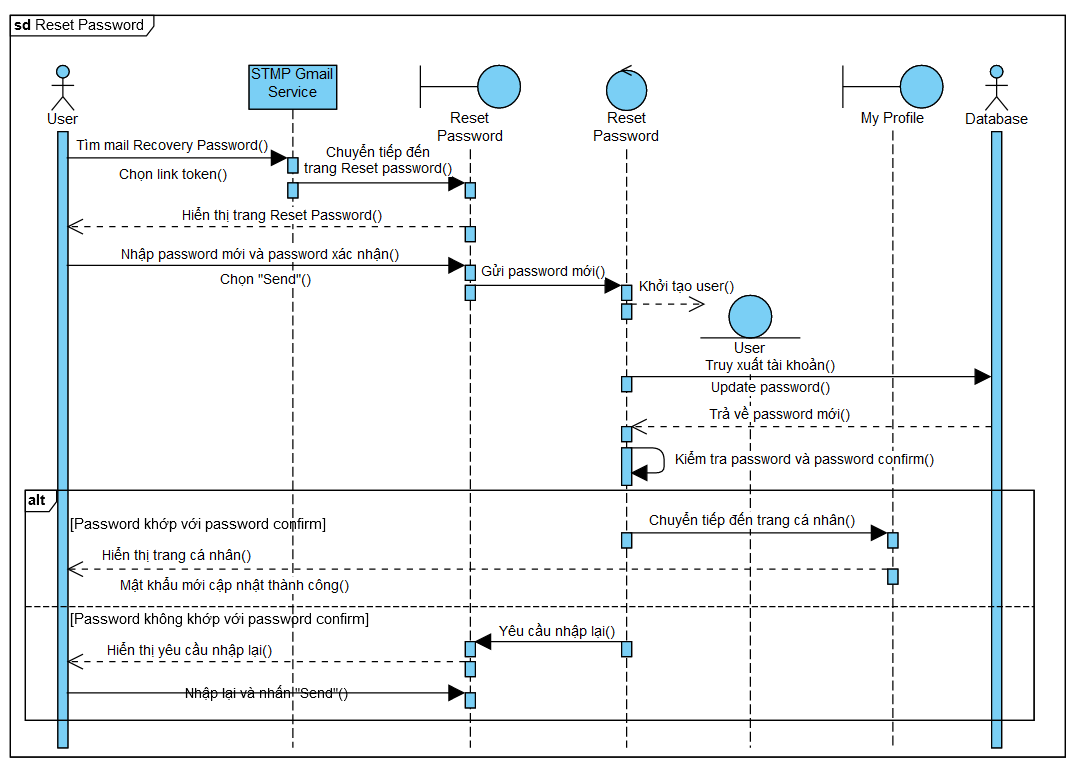 sd Reset Password
User
STMP Gmail
Service
Reset
Password
Reset
Password
My Profile
Database
Tìm mail Recovery Password()
Chọn link token()
Chuyển tiếp đến
trang Reset password()
Hiển thị trang Reset Password()
Nhập password mới và password xác nhận()
Chọn "Send"()
Gửi password mới()
Khởi tạo user()
User
Truy xuất tài khoản()
Update password()
Trả về password mới()
Kiểm tra password và password confirm()
alt
[Password khớp với password confirm]
Chuyển tiếp đến trang cá nhân()
Hiển thị trang cá nhân()
Mật khẩu mới cập nhật thành công()
[Password không khớp với password confirm]
Yêu cầu nhập lại()
Hiển thị yêu cầu nhập lại()
Nhập lại và nhấn "Send"()